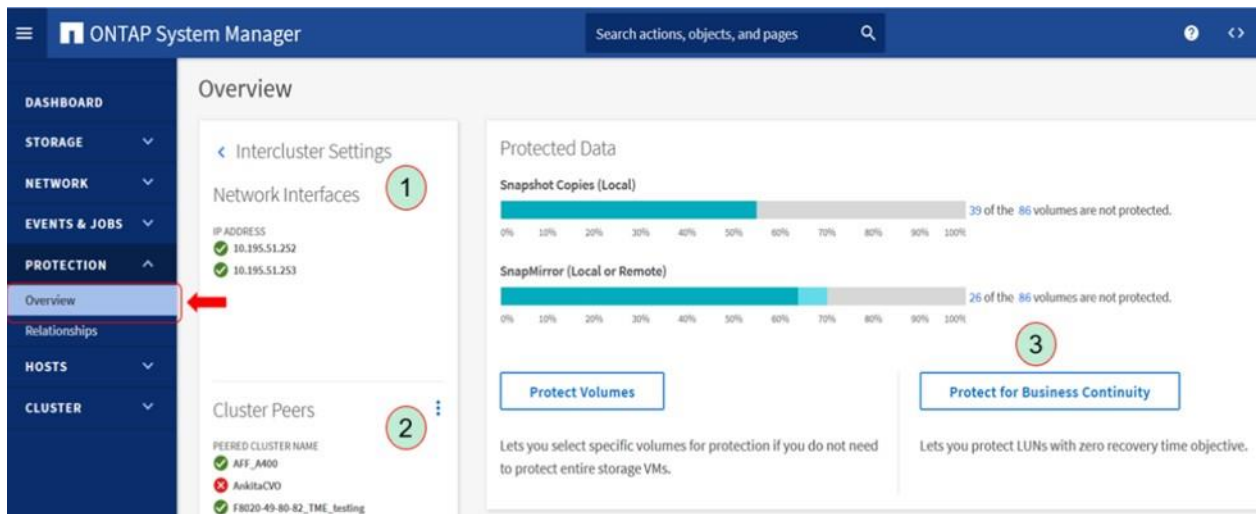 ONTAP System Manager
Search actions, objects, and pages
?
<>
DASHBOARD
STORAGE
NETWORK
EVENTS & JOBS
PROTECTION
Overview
Relationships
HOSTS
CLUSTER
Overview
Intercluster Settings
1
Network Interfaces
IP ADDRESS
10.195.51.252
10.195.51.253
Cluster Peers
2
PEERED CLUSTER NAME
AFF_A400
AnkitaCVO
F8020-49-80-82_TME_testing
Protected Data
Snapshot Copies (Local)
39 of the 86 volumes are not protected.
0% 10% 20% 30% 40% 50% 60% 70% 80% 90% 100%
SnapMirror (Local or Remote)
26 of the 86 volumes are not protected.
0% 10% 20% 30% 40% 50% 60% 70% 80% 90% 100%
3
Protect Volumes
Lets you select specific volumes for protection if you do not need
to protect entire storage VMs.
Protect for Business Continuity
Lets you protect LUNs with zero recovery time objective.